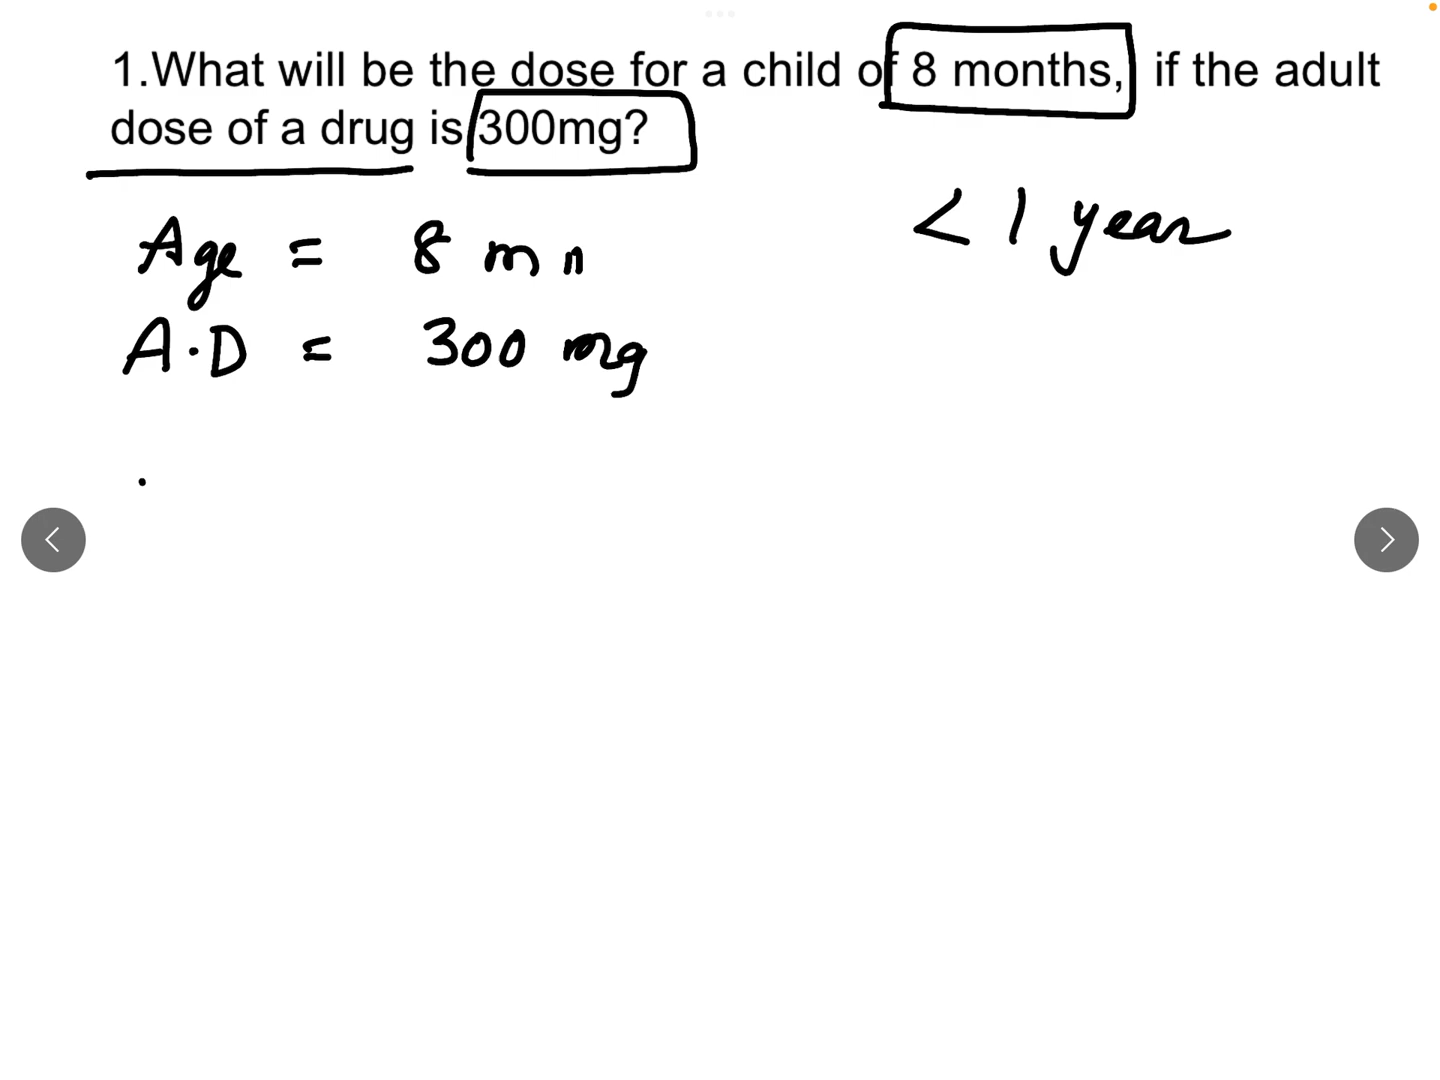 1.What will be the dose for a child of 8 months, if the adult
dose of a drug is 300mg?
< 1 year
Age = 8 mn
A.D = 300 mg